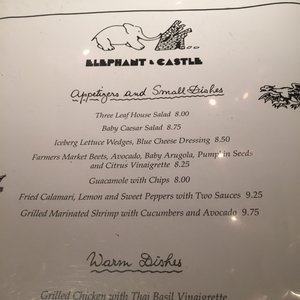 ELEPHANT & CASTLE
Appetizers and Small Dishes
Three Leaf House Salad 8.00
Baby Caesar Salad 8.75
Iceberg Lettuce Wedges, Blue Cheese Dressing 8.50
Farmers Market Beets, Avocado, Baby Arugola, Pumpkin Seeds
and Citrus Vinaigrette 8.25
Guacamole with Chips 8.00
Fried Calamari, Lemon and Sweet Peppers with Two Sauces 9.25
Grilled Marinated Shrimp with Cucumbers and Avocado 9.75
Warm Dishes
Grilled Chicken with Thai Basil Vinaigrette